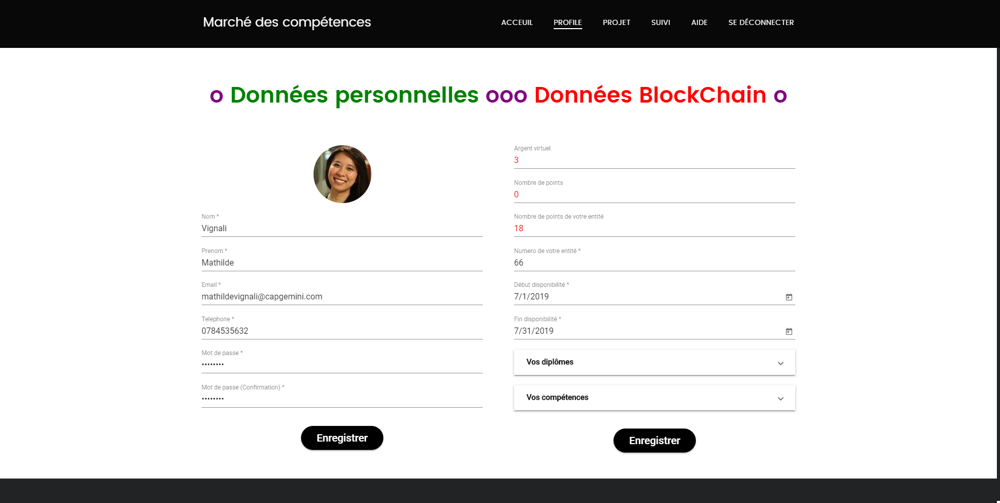 Marché des compétences
ACCEUIL PROFILE PROJET SUIVI AIDE SE DÉCONNECTER
o Données personnelles ooo Données BlockChain o
Nom *
Vignali
Prenom *
Mathilde
Email *
mathildevignali@capgemini.com
Telephone *
0784535632
Mot de passe *
••••••••
Mot de passe (Confirmation) *
••••••••
Enregistrer
Argent virtuel
3
Nombre de points
0
Nombre de points de votre entité
18
Numero de votre entité *
66
Début disponibilité *
7/1/2019
Fin disponibilité *
7/31/2019
Vos diplômes
Vos compétences
Enregistrer